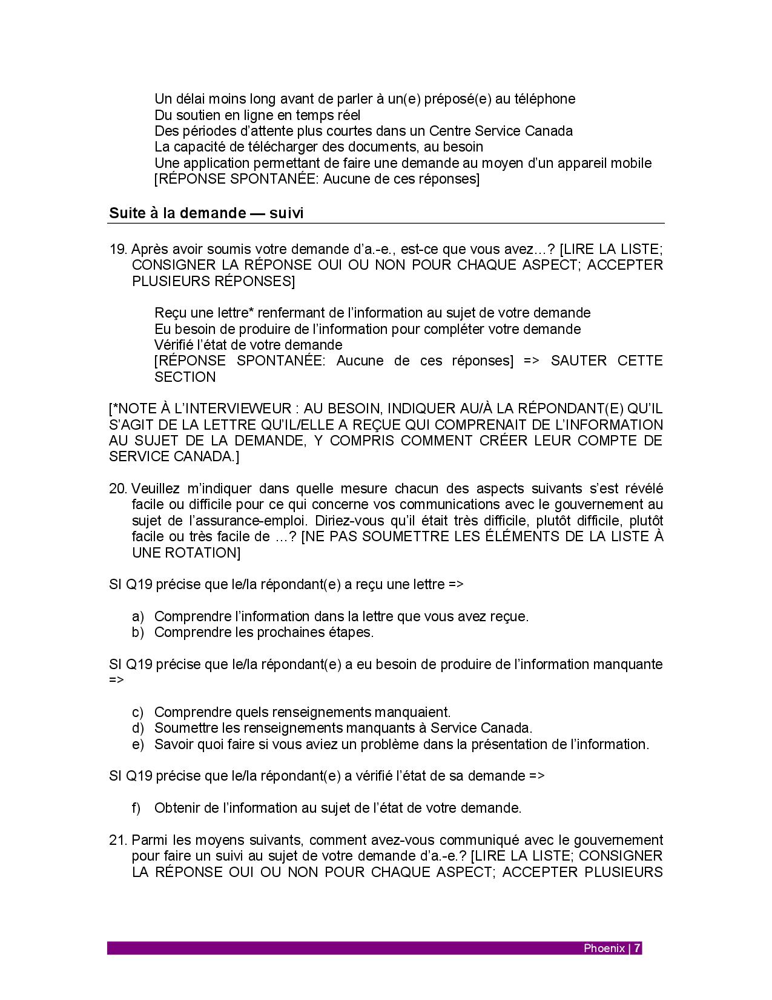 Un délai moins long avant de parler à un(e) préposé(e) au téléphone
Du soutien en ligne en temps réel
Des périodes d’attente plus courtes dans un Centre Service Canada
La capacité de télécharger des documents, au besoin
Une application permettant de faire une demande au moyen d’un appareil mobile
[RÉPONSE SPONTANÉE: Aucune de ces réponses]
Suite à la demande — suivi
19. Après avoir soumis votre demande d’a.-e., est-ce que vous avez…? [LIRE LA LISTE;
CONSIGNER LA RÉPONSE OUI OU NON POUR CHAQUE ASPECT; ACCEPTER
PLUSIEURS RÉPONSES]
Reçu une lettre* renfermant de l’information au sujet de votre demande
Eu besoin de produire de l’information pour compléter votre demande
Vérifié l’état de votre demande
[RÉPONSE SPONTANÉE: Aucune de ces réponses] => SAUTER CETTE
SECTION
[*NOTE À L’INTERVIEWEUR : AU BESOIN, INDIQUER AU/À LA RÉPONDANT(E) QU’IL
S’AGIT DE LA LETTRE QU’IL/ELLE A REÇUE QUI COMPRENAIT DE L’INFORMATION
AU SUJET DE LA DEMANDE, Y COMPRIS COMMENT CRÉER LEUR COMPTE DE
SERVICE CANADA.]
20. Veuillez m’indiquer dans quelle mesure chacun des aspects suivants s’est révélé
facile ou difficile pour ce qui concerne vos communications avec le gouvernement au
sujet de l’assurance-emploi. Diriez-vous qu’il était très difficile, plutôt difficile, plutôt
facile ou très facile de …? [NE PAS SOUMETTRE LES ÉLÉMENTS DE LA LISTE À
UNE ROTATION]
SI Q19 précise que le/la répondant(e) a reçu une lettre =>
a) Comprendre l’information dans la lettre que vous avez reçue.
b) Comprendre les prochaines étapes.
SI Q19 précise que le/la répondant(e) a eu besoin de produire de l’information manquante
=>
c) Comprendre quels renseignements manquaient.
d) Soumettre les renseignements manquants à Service Canada.
e) Savoir quoi faire si vous aviez un problème dans la présentation de l’information.
SI Q19 précise que le/la répondant(e) a vérifié l’état de sa demande =>
f) Obtenir de l’information au sujet de l’état de votre demande.
21. Parmi les moyens suivants, comment avez-vous communiqué avec le gouvernement
pour faire un suivi au sujet de votre demande d’a.-e.? [LIRE LA LISTE; CONSIGNER
LA RÉPONSE OUI OU NON POUR CHAQUE ASPECT; ACCEPTER PLUSIEURS
Phoenix | 7